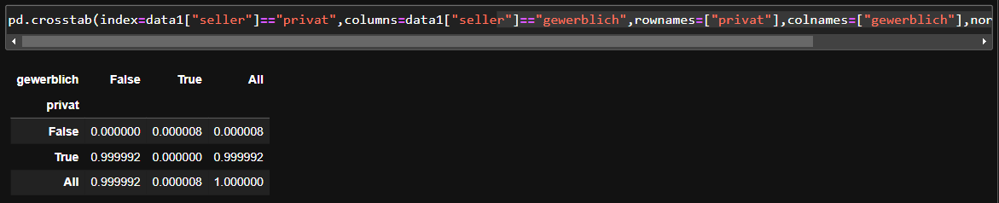 pd.crosstab(index=data1["seller"]=="privat",columns=data1["seller"]=="gewerblich",rownames=["privat"],colnames=["gewerblich"],nor
gewerblich False True All
privat
False 0.000000 0.000008 0.000008
True 0.999992 0.000000 0.999992
All 0.999992 0.000008 1.000000